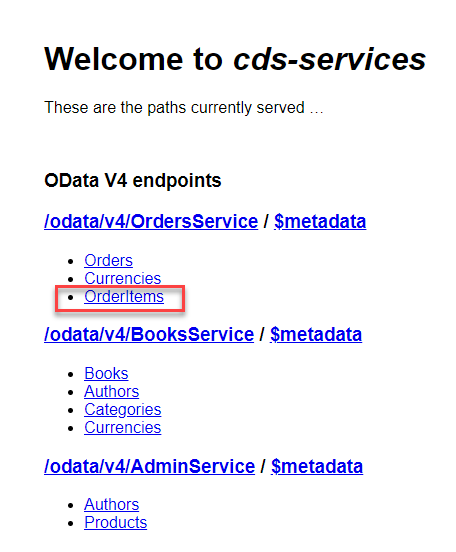 Welcome to cds-services
These are the paths currently served …
OData V4 endpoints
/odata/v4/OrdersService / $metadata
Orders
Currencies
OrderItems
/odata/v4/BooksService / $metadata
Books
Authors
Categories
Currencies
/odata/v4/AdminService / $metadata
Authors
Products